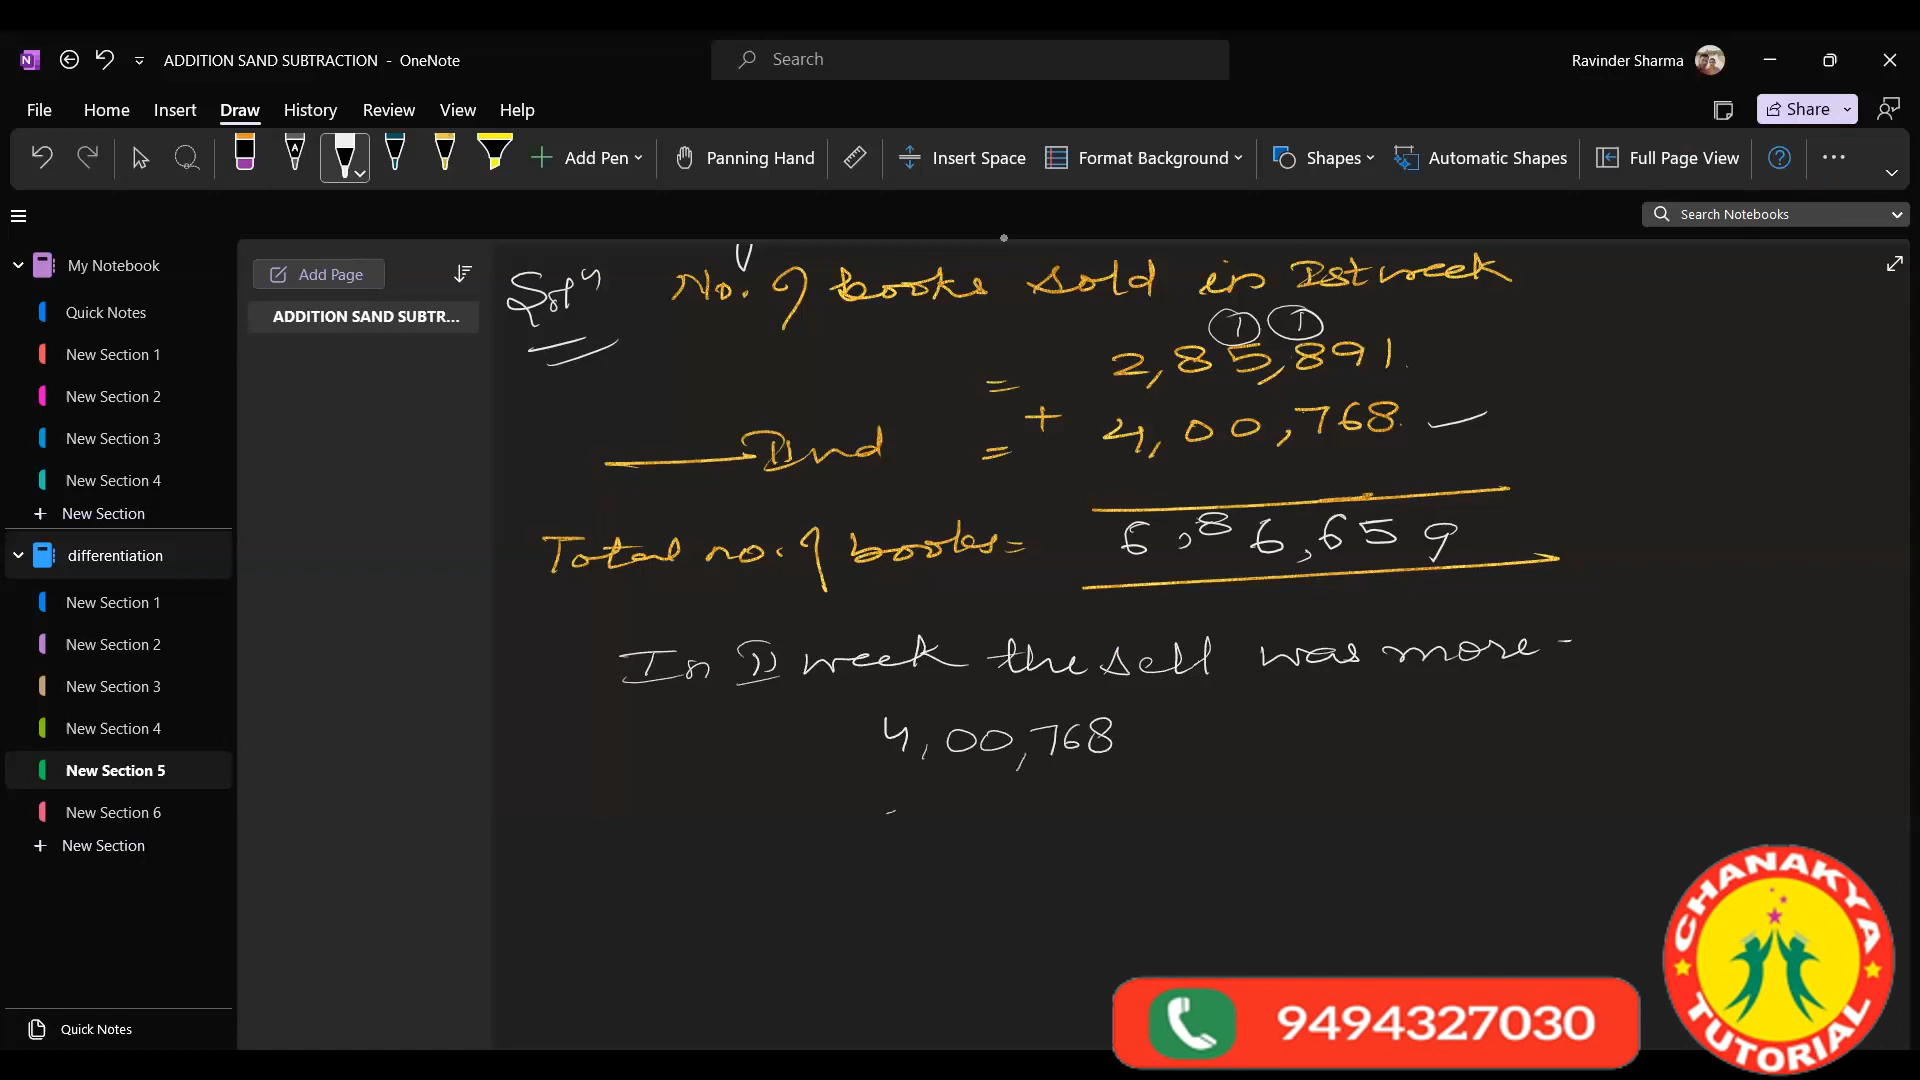 ADDITION SAND SUBTRACTION - OneNote
Search
Ravinder Sharma
File Home Insert Draw History Review View Help
Share
Add Pen
Panning Hand
Insert Space
Format Background
Shapes
Automatic Shapes
Full Page View
Search Notebooks
My Notebook
Quick Notes
New Section 1
New Section 2
New Section 3
New Section 4
New Section
differentiation
New Section 1
New Section 2
New Section 3
New Section 4
New Section 5
New Section 6
New Section
Quick Notes
Add Page
ADDITION SAND SUBTR...
No. of books sold in Ist week
1 1
= 2,85,891
IInd = + 4,00,768
Total no. of books = 6,86,659
In II week the sell was more -
4,00,768
9494327030
CHANAKYA
TUTORIAL